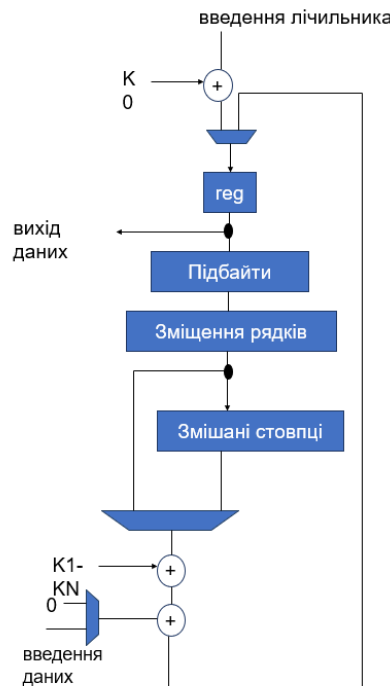 введення лічильника
K
0
+
reg
вихід
даних
Підбайти
Зміщення рядків
Змішані стовпці
K1-
KN
+
0
+
введення
даних